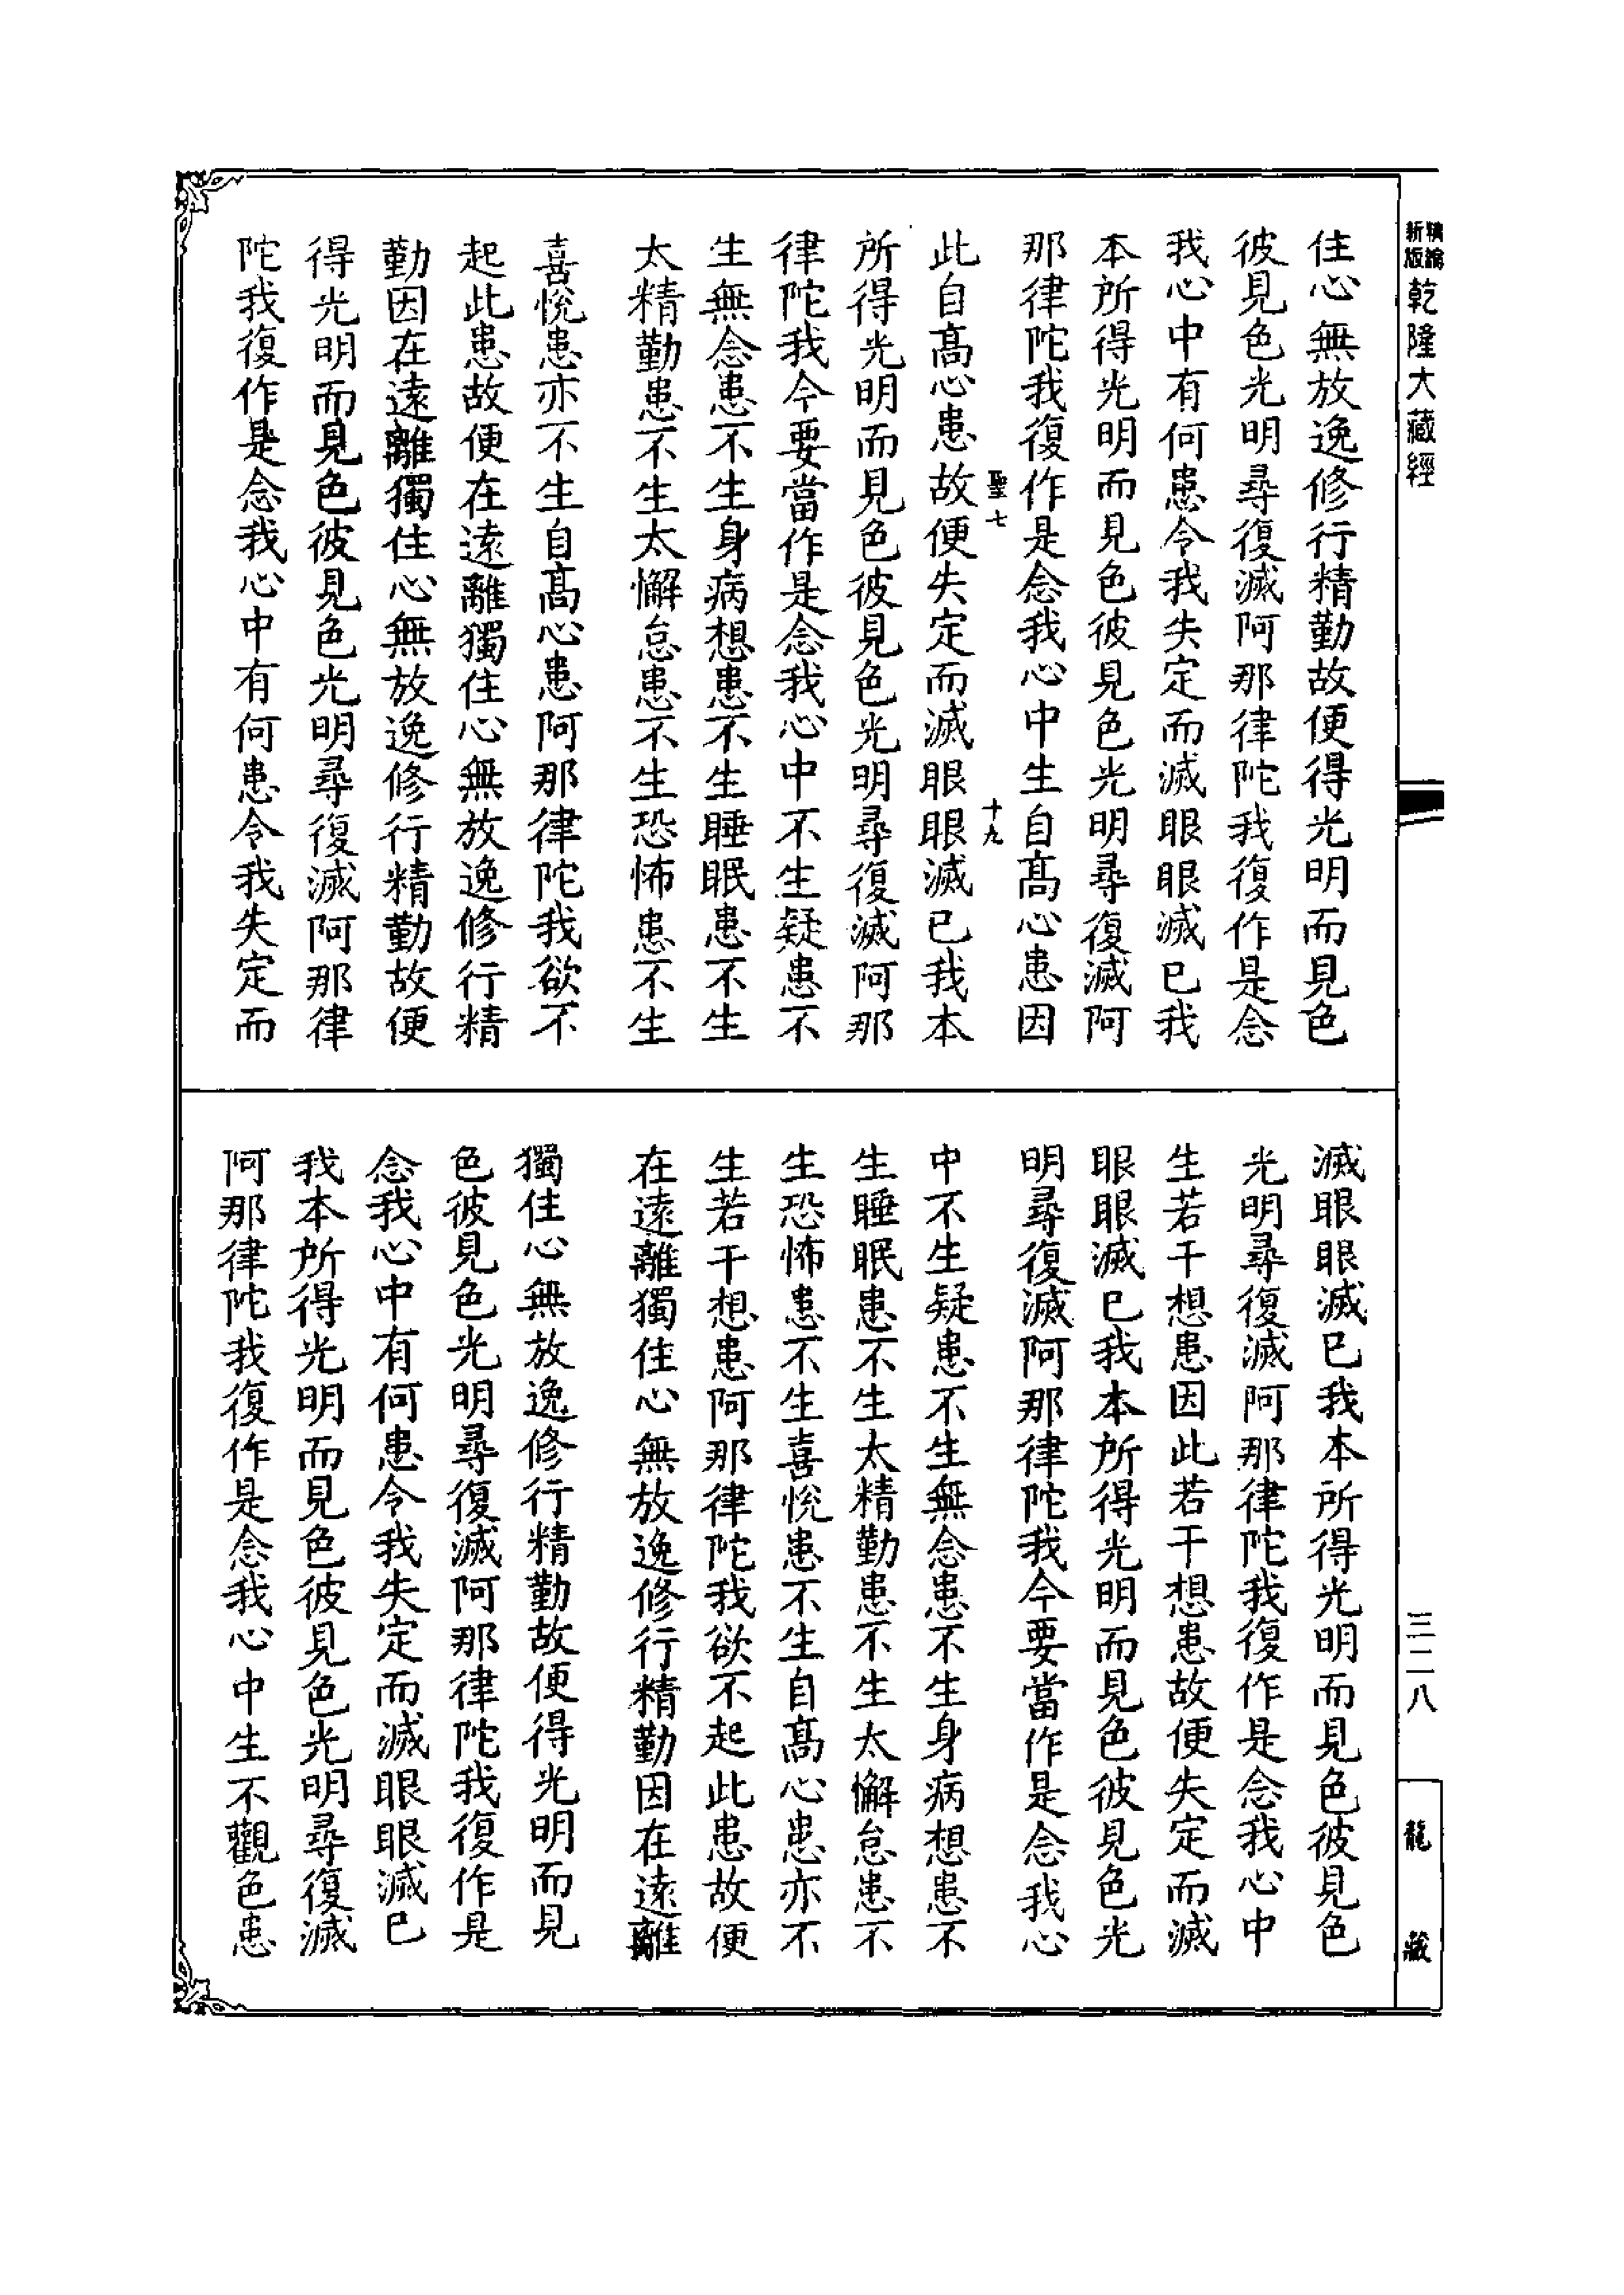 新版精編乾隆大藏經
住心無放逸修行精勤故便得光明而見色
彼見色光明尋復滅阿那律陀我復作是念
我心中有何患令我失定而滅眼眼滅已我
本所得光明而見色彼見色光明尋復滅阿
那律陀我復作是念我心中生自高心患因
聖七
十九
此自高心患故便失定而滅眼眼滅已我本
所得光明而見色彼見色光明尋復滅阿那
律陀我今要當作是念我心中不生疑患不
生無念患不生身病想患不生睡眠患不生
太精勤患不生太懈怠患不生恐怖患不生
喜悅患亦不生自高心患阿那律陀我欲不
起此患故便在遠離獨住心無放逸修行精
勤因在遠離獨住心無放逸修行精勤故便
得光明而見色彼見色光明尋復滅阿那律
陀我復作是念我心中有何患令我失定而
滅眼眼滅已我本所得光明而見色彼見色
光明尋復滅阿那律陀我復作是念我心中
生若干想患因此若干想患故便失定而滅
眼眼滅已我本所得光明而見色彼見色光
明尋復滅阿那律陀我今要當作是念我心
中不生疑患不生無念患不生身病想患不
生睡眠患不生太精勤患不生太懈怠患不
生恐怖患不生喜悅患不生自高心患亦不
生若干想患阿那律陀我欲不起此患故便
在遠離獨住心無放逸修行精勤因在遠離
獨住心無放逸修行精勤故便得光明而見
色彼見色光明尋復滅阿那律陀我復作是
念我心中有何患令我失定而滅眼眼滅已
我本所得光明而見色彼見色光明尋復滅
阿那律陀我復作是念我心中生不觀色患
三二八
龍藏